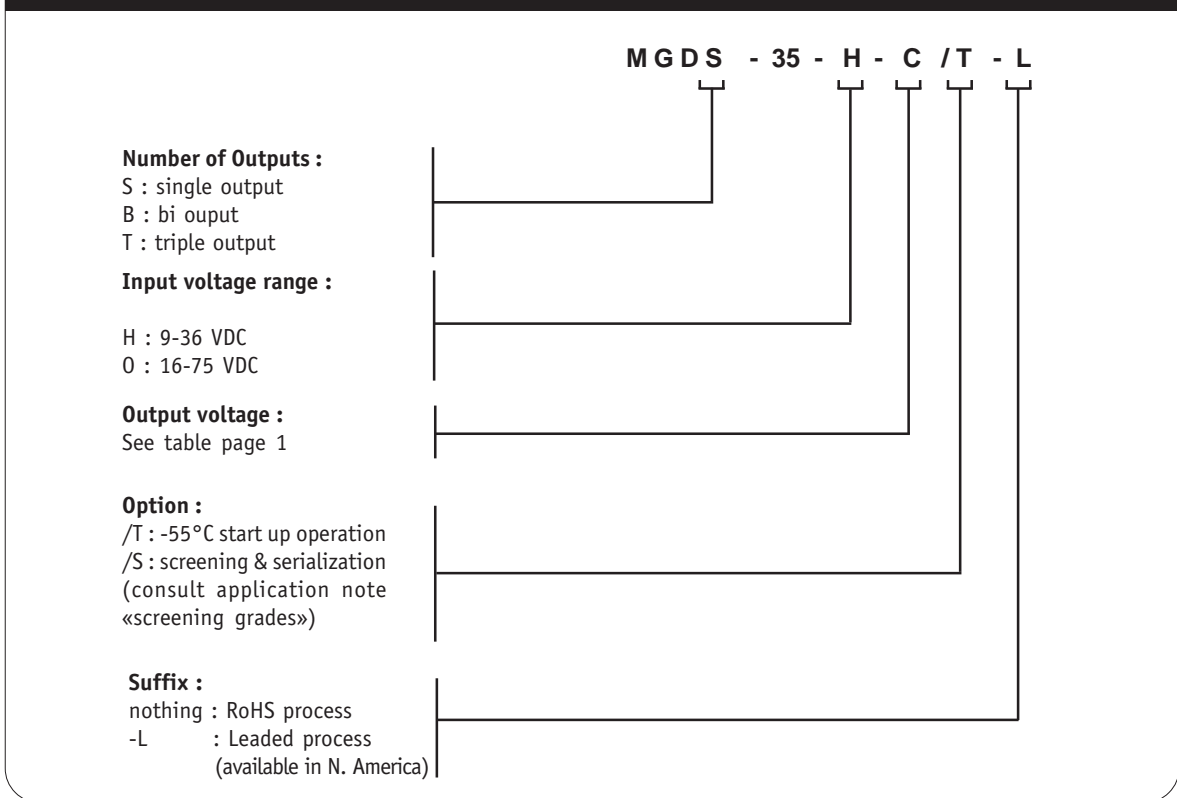 MGDS - 35 - H - C /T - L
Number of Outputs :
S : single output
B : bi ouput
T : triple output
Input voltage range :
H : 9-36 VDC
O : 16-75 VDC
Output voltage :
See table page 1
Option :
/T : -55°C start up operation
/S : screening & serialization
(consult application note
«screening grades»)
Suffix :
nothing : RoHS process
-L : Leaded process
(available in N. America)